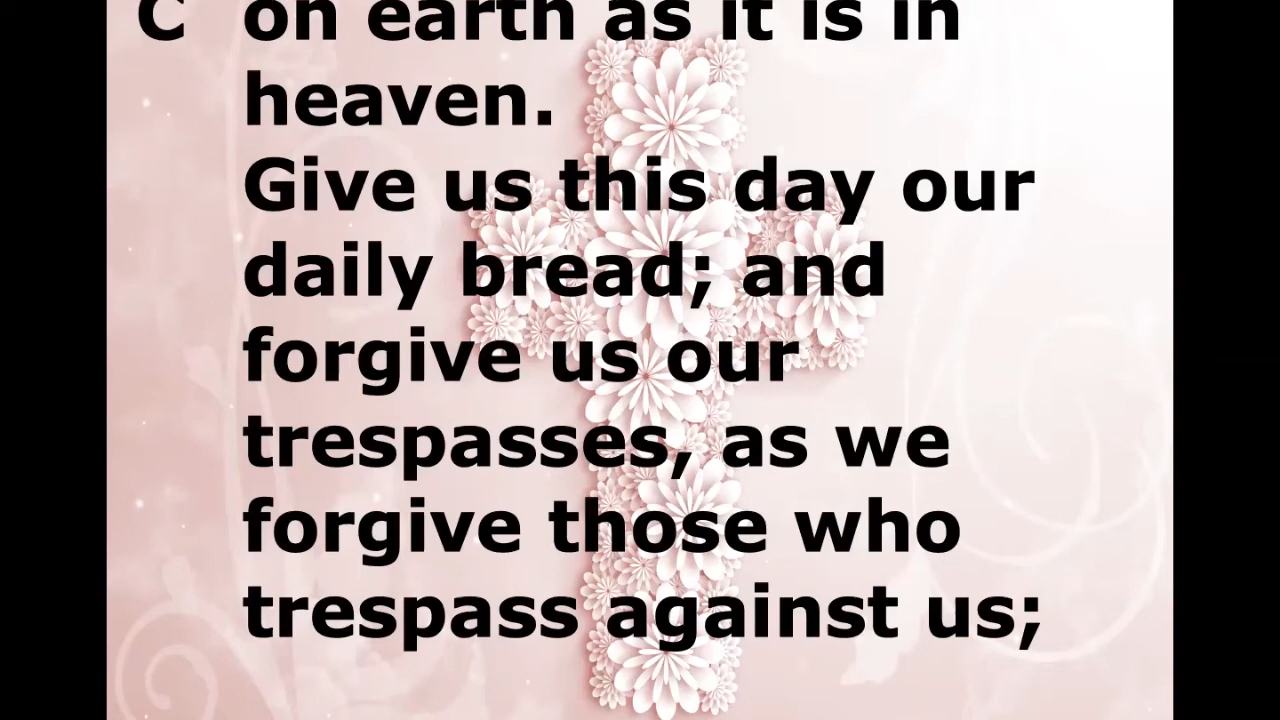 C on earth as it is in
heaven.
Give us this day our
daily bread; and
forgive us our
trespasses, as we
forgive those who
trespass against us;